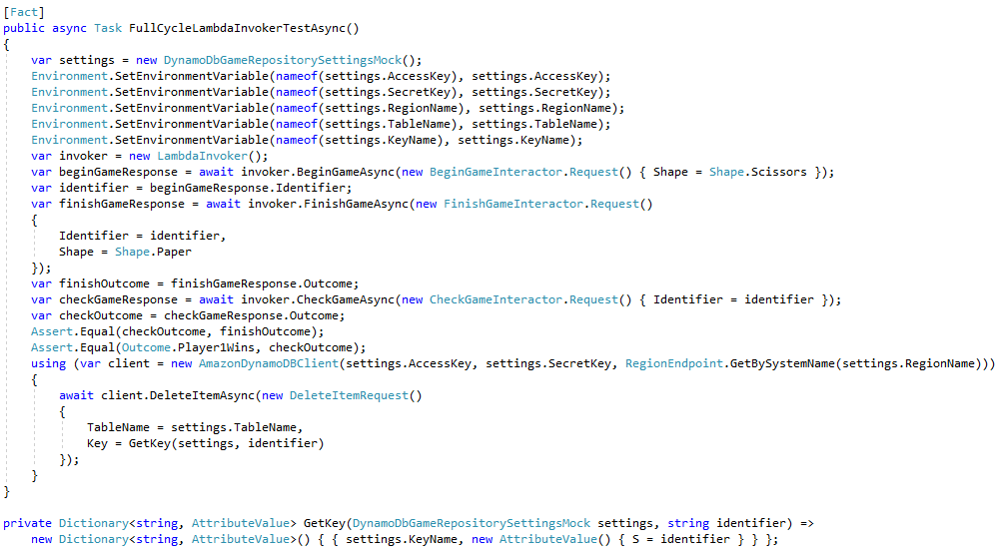 [Fact]
public async Task FullCycleLambdaInvokerTestAsync()
{
    var settings = new DynamoDbGameRepositorySettingsMock();
    Environment.SetEnvironmentVariable(nameof(settings.AccessKey), settings.AccessKey);
    Environment.SetEnvironmentVariable(nameof(settings.SecretKey), settings.SecretKey);
    Environment.SetEnvironmentVariable(nameof(settings.RegionName), settings.RegionName);
    Environment.SetEnvironmentVariable(nameof(settings.TableName), settings.TableName);
    Environment.SetEnvironmentVariable(nameof(settings.KeyName), settings.KeyName);
    var invoker = new LambdaInvoker();
    var beginGameResponse = await invoker.BeginGameAsync(new BeginGameInteractor.Request() { Shape = Shape.Scissors });
    var identifier = beginGameResponse.Identifier;
    var finishGameResponse = await invoker.FinishGameAsync(new FinishGameInteractor.Request()
    {
        Identifier = identifier,
        Shape = Shape.Paper
    });
    var finishOutcome = finishGameResponse.Outcome;
    var checkGameResponse = await invoker.CheckGameAsync(new CheckGameInteractor.Request() { Identifier = identifier });
    var checkOutcome = checkGameResponse.Outcome;
    Assert.Equal(checkOutcome, finishOutcome);
    Assert.Equal(Outcome.Player1Wins, checkOutcome);
    using (var client = new AmazonDynamoDBClient(settings.AccessKey, settings.SecretKey, RegionEndpoint.GetBySystemName(settings.RegionName)))
    {
        await client.DeleteItemAsync(new DeleteItemRequest()
        {
            TableName = settings.TableName,
            Key = GetKey(settings, identifier)
        });
    }
}
private Dictionary<string, AttributeValue> GetKey(DynamoDbGameRepositorySettingsMock settings, string identifier) =>
    new Dictionary<string, AttributeValue>() { { settings.KeyName, new AttributeValue() { S = identifier } } };